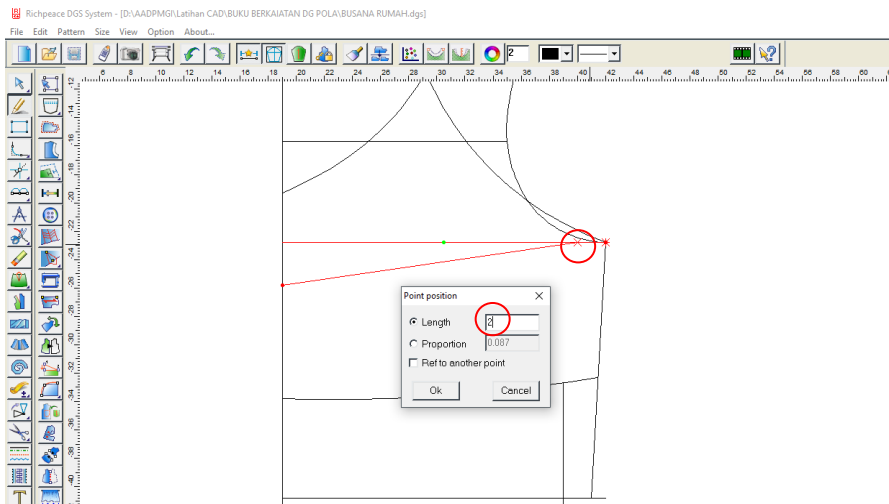 Richpeace DGS System - [D:\AADPMGI\Latihan CAD\BUKU BERKAIATAN DG POLA\BUSANA RUMAH.dgs]
File Edit Pattern Size View Option About...
2
6 8 10 12 14 16 18 20 22 24 26 28 30 32 34 36 38 40 42 44 46 48 50 52 54 56 58 60
Point position
Length 2
Proportion 0.087
Ref to another point
Ok Cancel